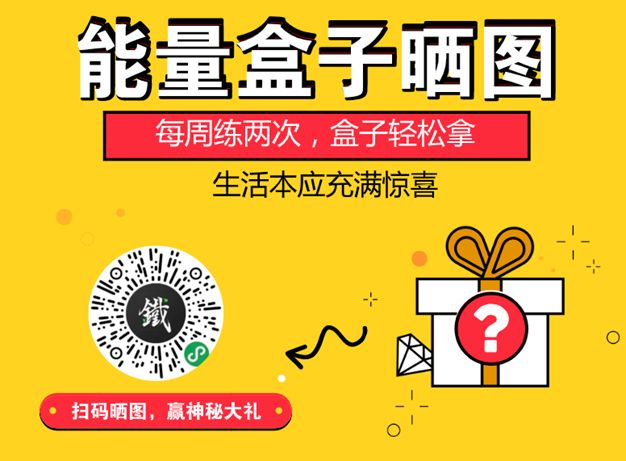 能量盒子晒图
每周练两次，盒子轻松拿
生活本应充满惊喜
?
鐵
扫码晒图，赢神秘大礼